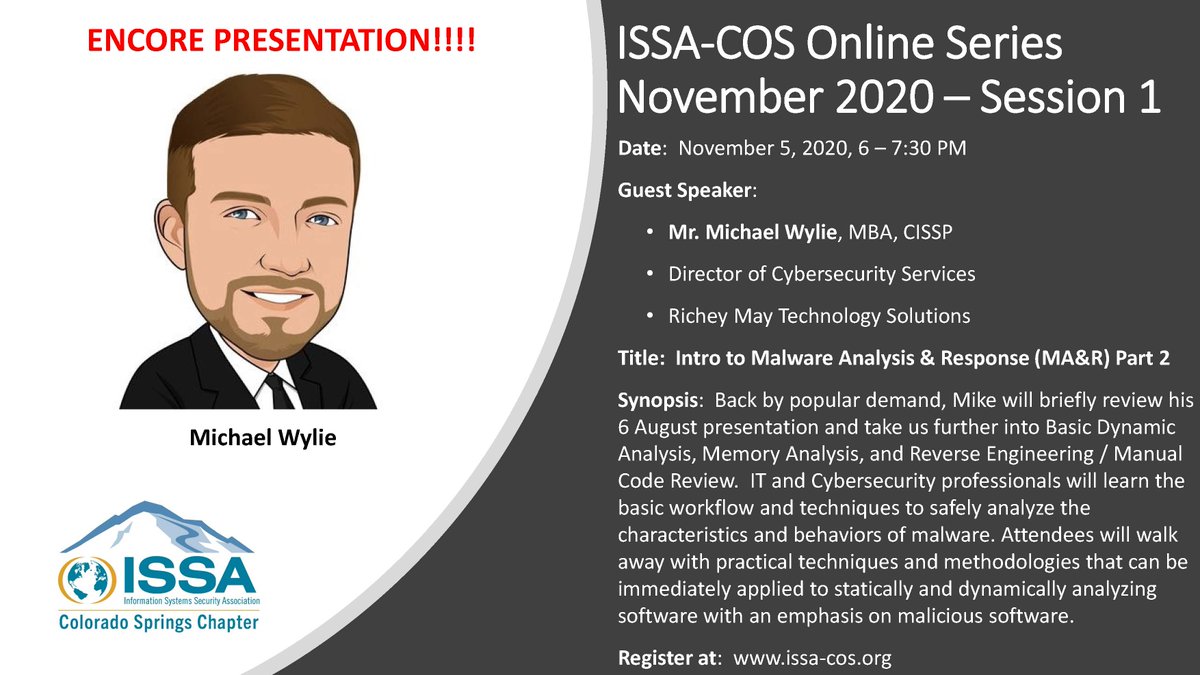 ENCORE PRESENTATION!!!!
Michael Wylie
ISSA
Information Systems Security Association
Colorado Springs Chapter
ISSA-COS Online Series
November 2020 – Session 1
Date:  November 5, 2020, 6 – 7:30 PM
Guest Speaker:
• Mr. Michael Wylie, MBA, CISSP
• Director of Cybersecurity Services
• Richey May Technology Solutions
Title:  Intro to Malware Analysis & Response (MA&R) Part 2
Synopsis:  Back by popular demand, Mike will briefly review his
6 August presentation and take us further into Basic Dynamic
Analysis, Memory Analysis, and Reverse Engineering / Manual
Code Review.  IT and Cybersecurity professionals will learn the
basic workflow and techniques to safely analyze the
characteristics and behaviors of malware. Attendees will walk
away with practical techniques and methodologies that can be
immediately applied to statically and dynamically analyzing
software with an emphasis on malicious software.
Register at:  www.issa-cos.org